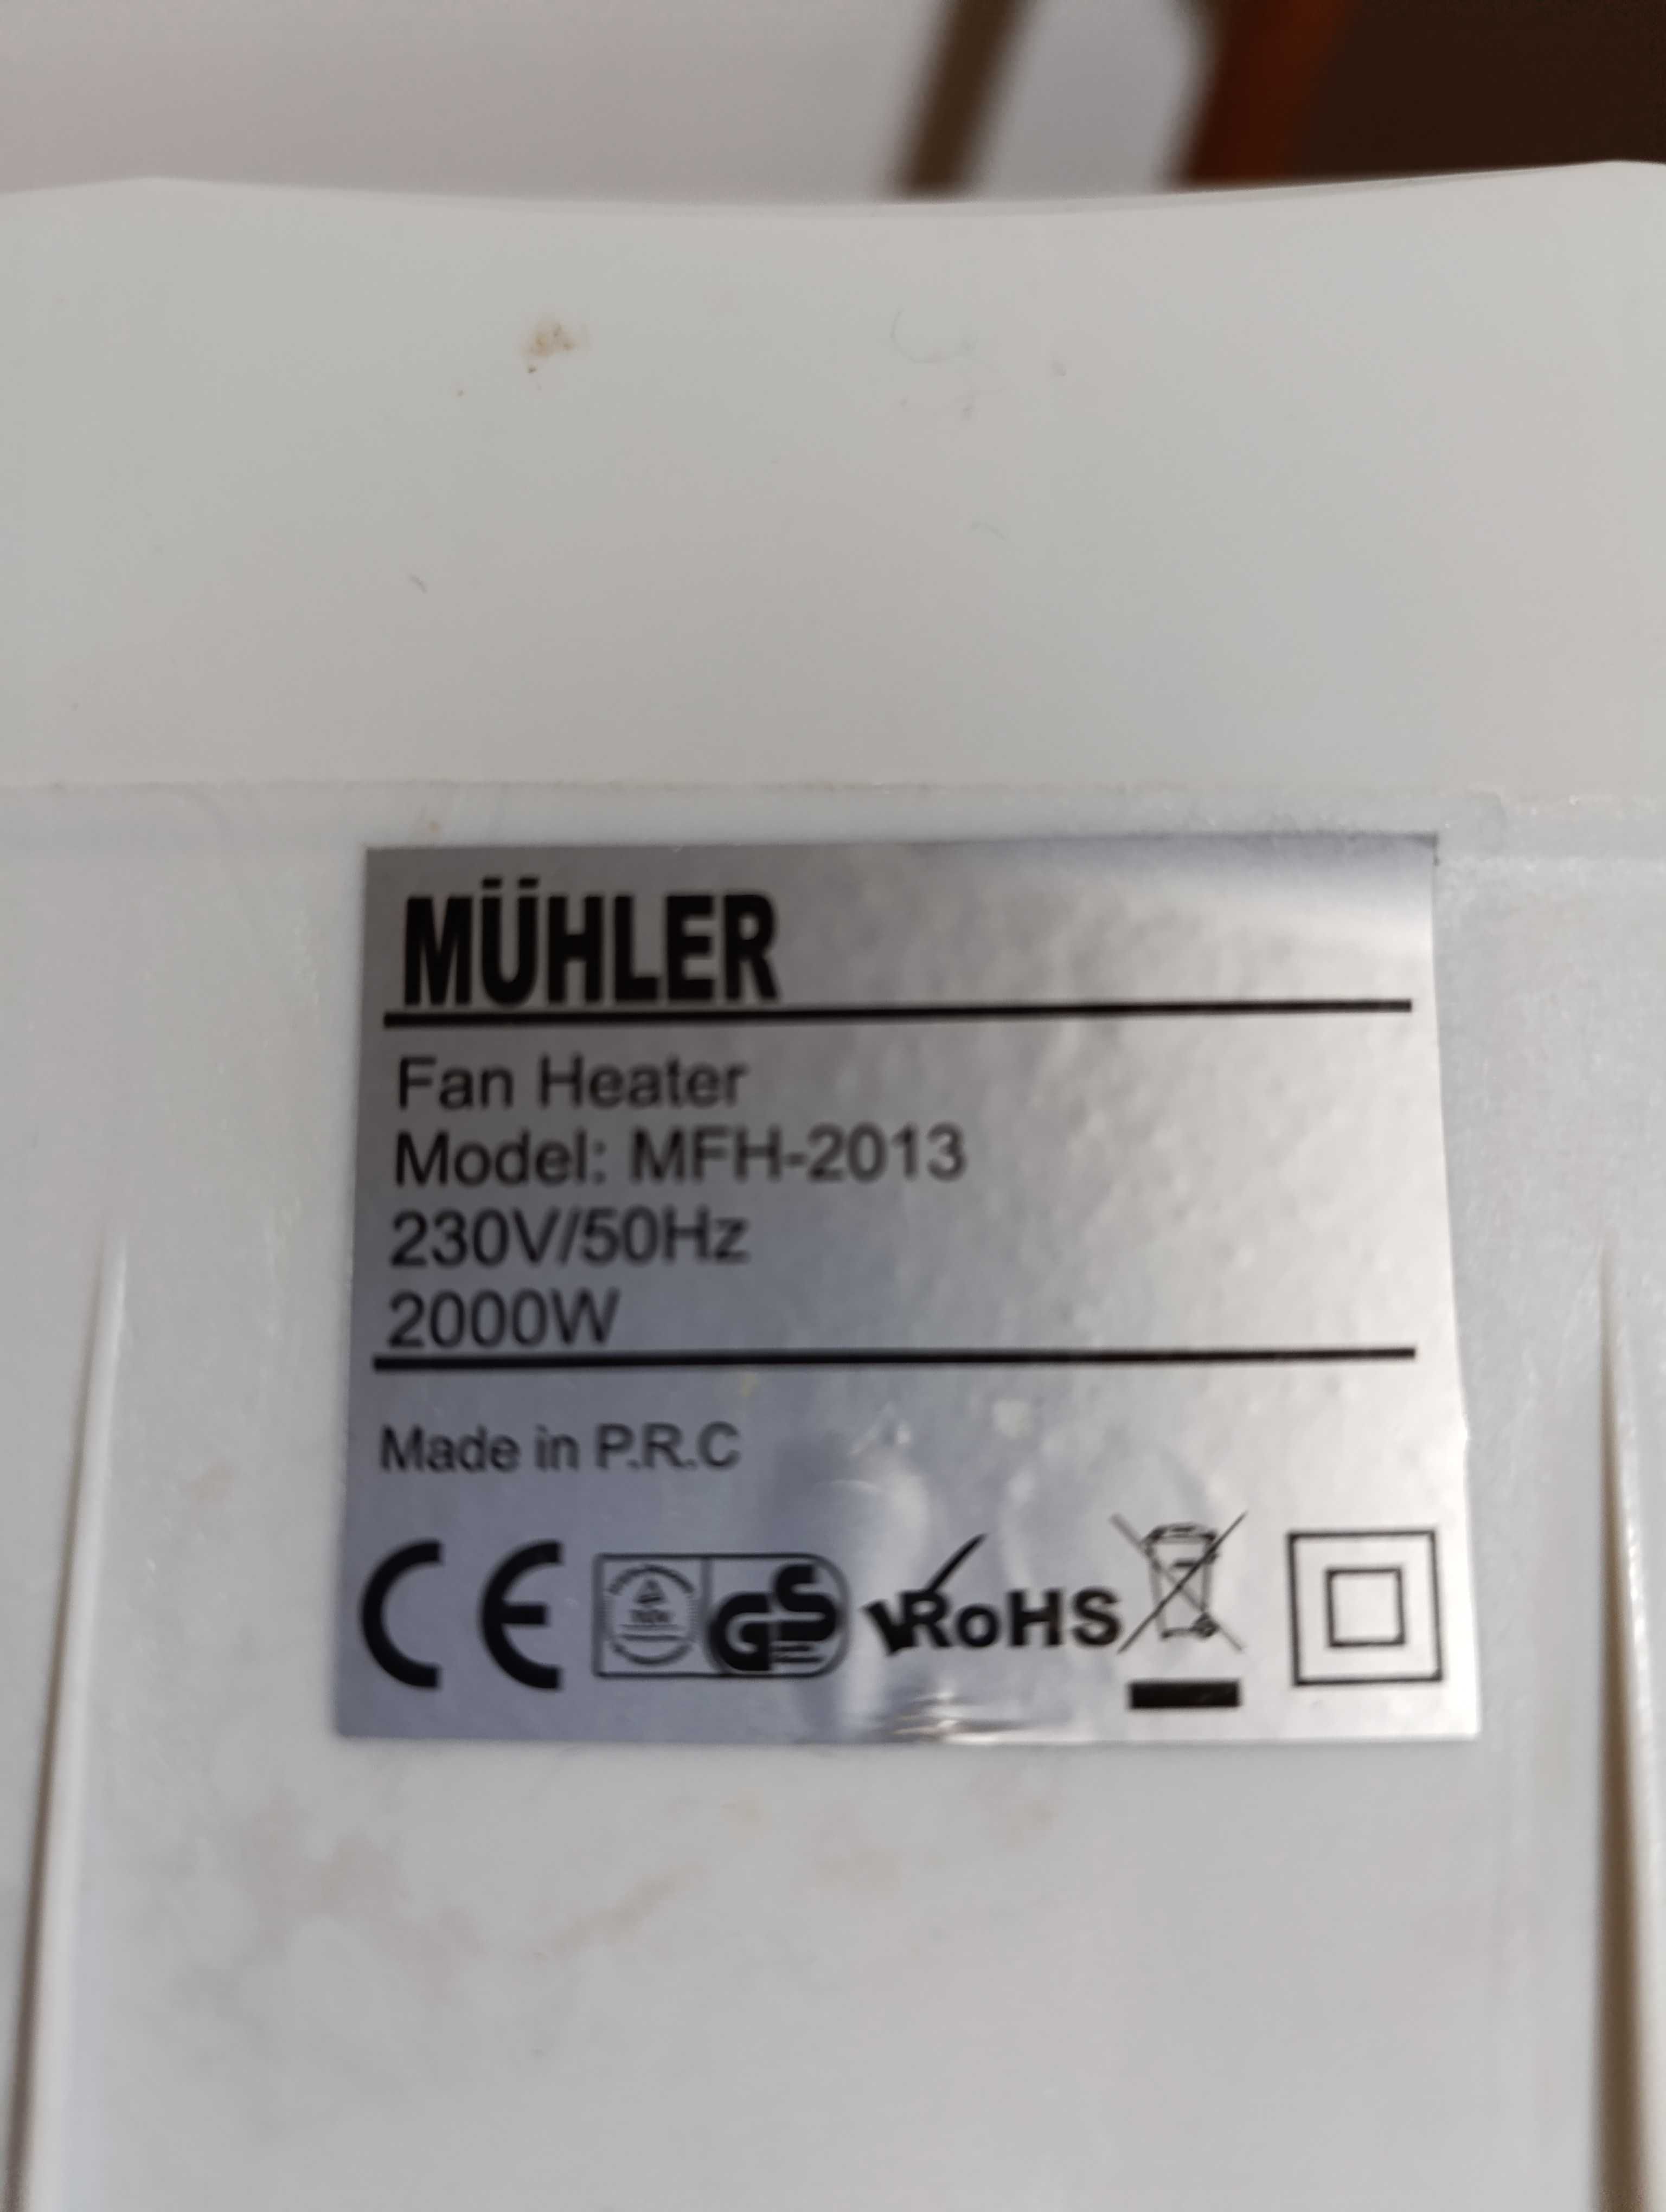 MÜHLER
Fan Heater
Model: MFH-2013
230V/50Hz
2000W
Made in P.R.C
CE GS RoHS